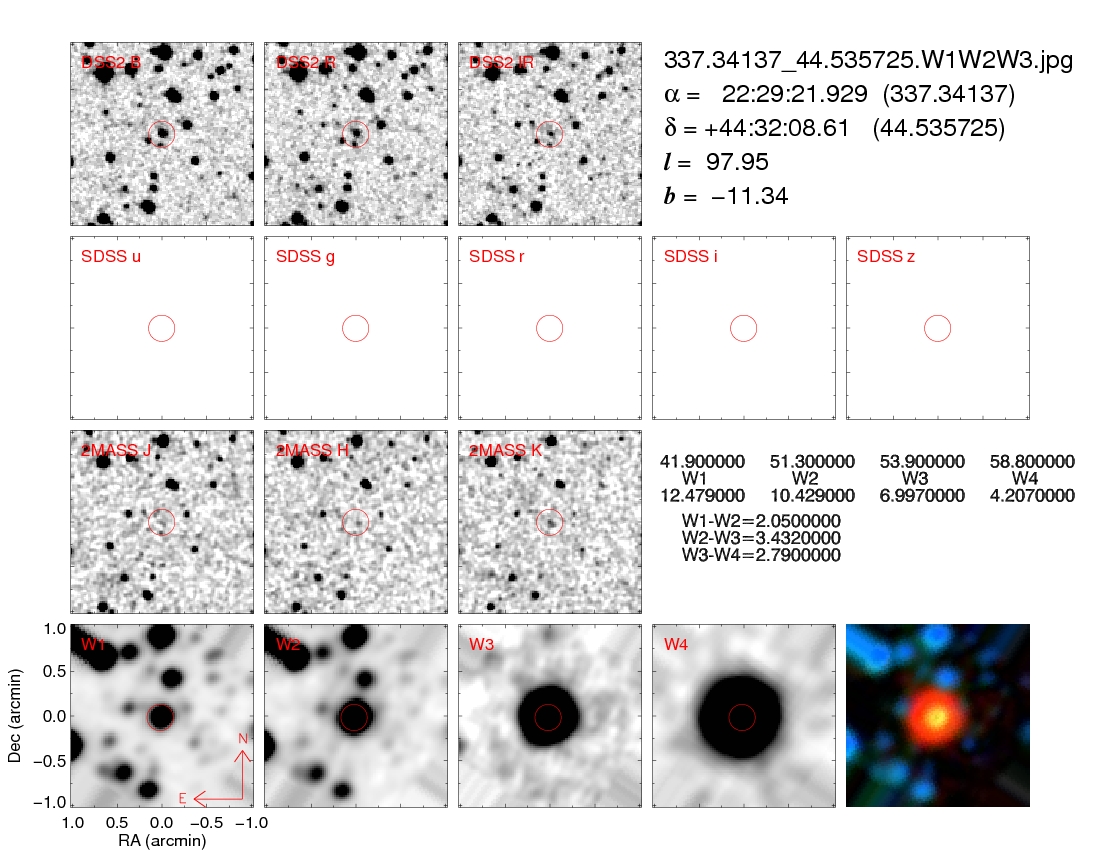 DSS2 B DSS2 R DSS2 IR
337.34137_44.535725.W1W2W3.jpg
α = 22:29:21.929 (337.34137)
δ = +44:32:08.61 (44.535725)
l = 97.95
b = −11.34
SDSS u SDSS g SDSS r SDSS i SDSS z
2MASS J 2MASS H 2MASS K
41.900000 51.300000 53.900000 58.800000
W1 W2 W3 W4
12.479000 10.429000 6.9970000 4.2070000
W1-W2=2.0500000
W2-W3=3.4320000
W3-W4=2.7900000
W1 W2 W3 W4
1.0
0.5
0.0
−0.5
−1.0
Dec (arcmin)
N
E
1.0 0.5 0.0 −0.5 −1.0
RA (arcmin)